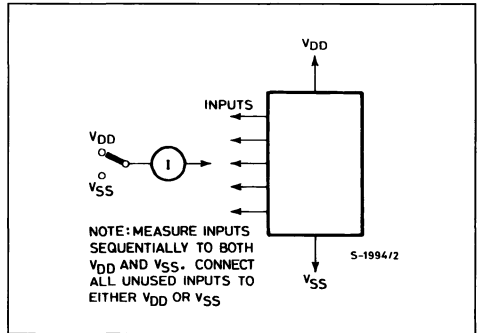 VDD
INPUTS
VDD
I
VSS
NOTE: MEASURE INPUTS
SEQUENTIALLY TO BOTH
VDD AND VSS. CONNECT
ALL UNUSED INPUTS TO
EITHER VDD OR VSS
S-1994/2
VSS